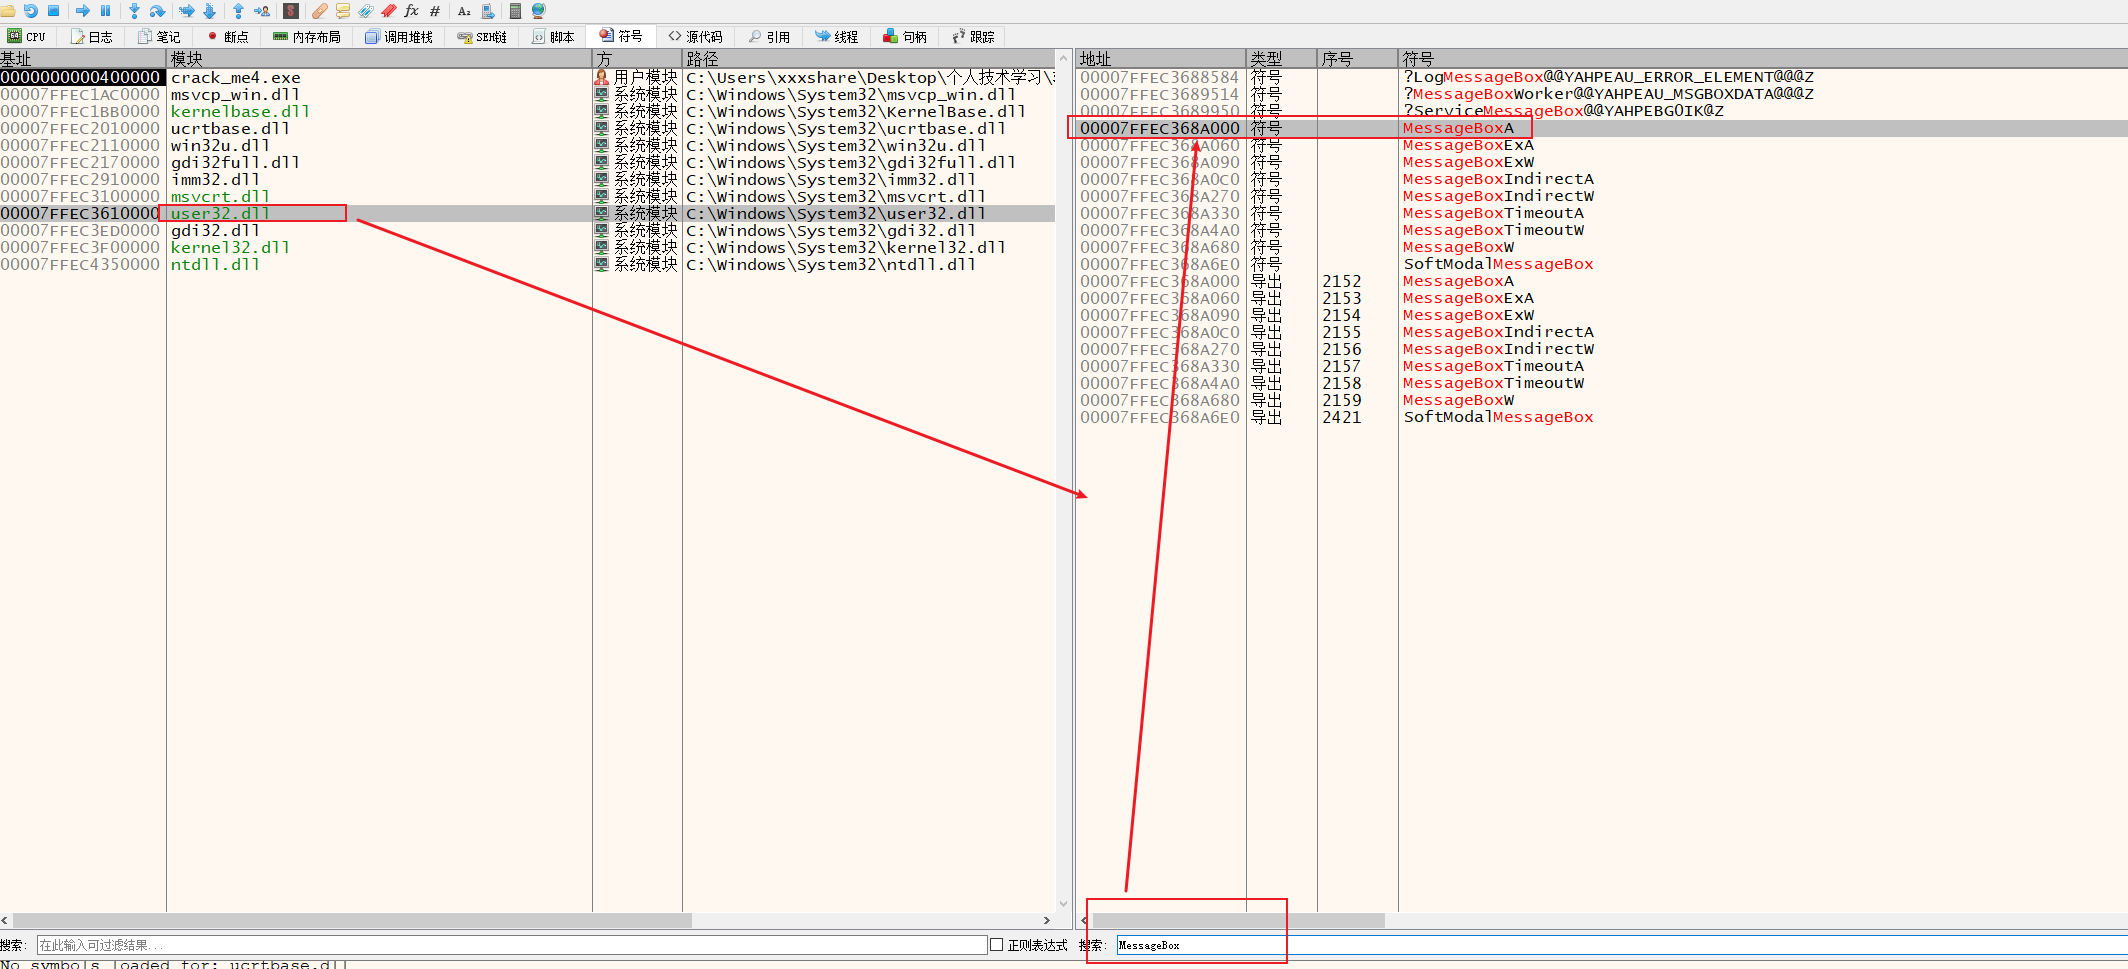 fx # Az
CPU 日志 笔记 断点 内存布局 调用堆栈 SEH链 脚本 符号 源代码 引用 线程 句柄 跟踪
基址 模块 方 路径
0000000000400000 crack_me4.exe 用户模块 C:\Users\xxxshare\Desktop\个人技术学习\
00007FFEC1AC0000 msvcp_win.dll 系统模块 C:\Windows\System32\msvcp_win.dll
00007FFEC1BB0000 kernelbase.dll 系统模块 C:\Windows\System32\KernelBase.dll
00007FFEC2010000 ucrtbase.dll 系统模块 C:\Windows\System32\ucrtbase.dll
00007FFEC2110000 win32u.dll 系统模块 C:\Windows\System32\win32u.dll
00007FFEC2170000 gdi32full.dll 系统模块 C:\Windows\System32\gdi32full.dll
00007FFEC2910000 imm32.dll 系统模块 C:\Windows\System32\imm32.dll
00007FFEC3100000 msvcrt.dll 系统模块 C:\Windows\System32\msvcrt.dll
00007FFEC3610000 user32.dll 系统模块 C:\Windows\System32\user32.dll
00007FFEC3ED0000 gdi32.dll 系统模块 C:\Windows\System32\gdi32.dll
00007FFEC3F00000 kernel32.dll 系统模块 C:\Windows\System32\kernel32.dll
00007FFEC4350000 ntdll.dll 系统模块 C:\Windows\System32\ntdll.dll
地址 类型 序号 符号
00007FFEC3688584 符号 ?LogMessageBox@@YAHPEAU_ERROR_ELEMENT@@@Z
00007FFEC3689514 符号 ?MessageBoxWorker@@YAHPEAU_MSGBOXDATA@@@Z
00007FFEC3689950 符号 ?ServiceMessageBox@@YAHPEBG0IK@Z
00007FFEC368A000 符号 MessageBoxA
00007FFEC368A060 符号 MessageBoxExA
00007FFEC368A090 符号 MessageBoxExW
00007FFEC368A0C0 符号 MessageBoxIndirectA
00007FFEC368A270 符号 MessageBoxIndirectW
00007FFEC368A330 符号 MessageBoxTimeoutA
00007FFEC368A4A0 符号 MessageBoxTimeoutW
00007FFEC368A680 符号 MessageBoxW
00007FFEC368A6E0 符号 SoftModalMessageBox
00007FFEC368A000 导出 2152 MessageBoxA
00007FFEC368A060 导出 2153 MessageBoxExA
00007FFEC368A090 导出 2154 MessageBoxExW
00007FFEC368A0C0 导出 2155 MessageBoxIndirectA
00007FFEC368A270 导出 2156 MessageBoxIndirectW
00007FFEC368A330 导出 2157 MessageBoxTimeoutA
00007FFEC368A4A0 导出 2158 MessageBoxTimeoutW
00007FFEC368A680 导出 2159 MessageBoxW
00007FFEC368A6E0 导出 2421 SoftModalMessageBox
搜索: 在此输入可过滤结果... 正则表达式 搜索: MessageBox
No symbols loaded for: ucrtbase.dll